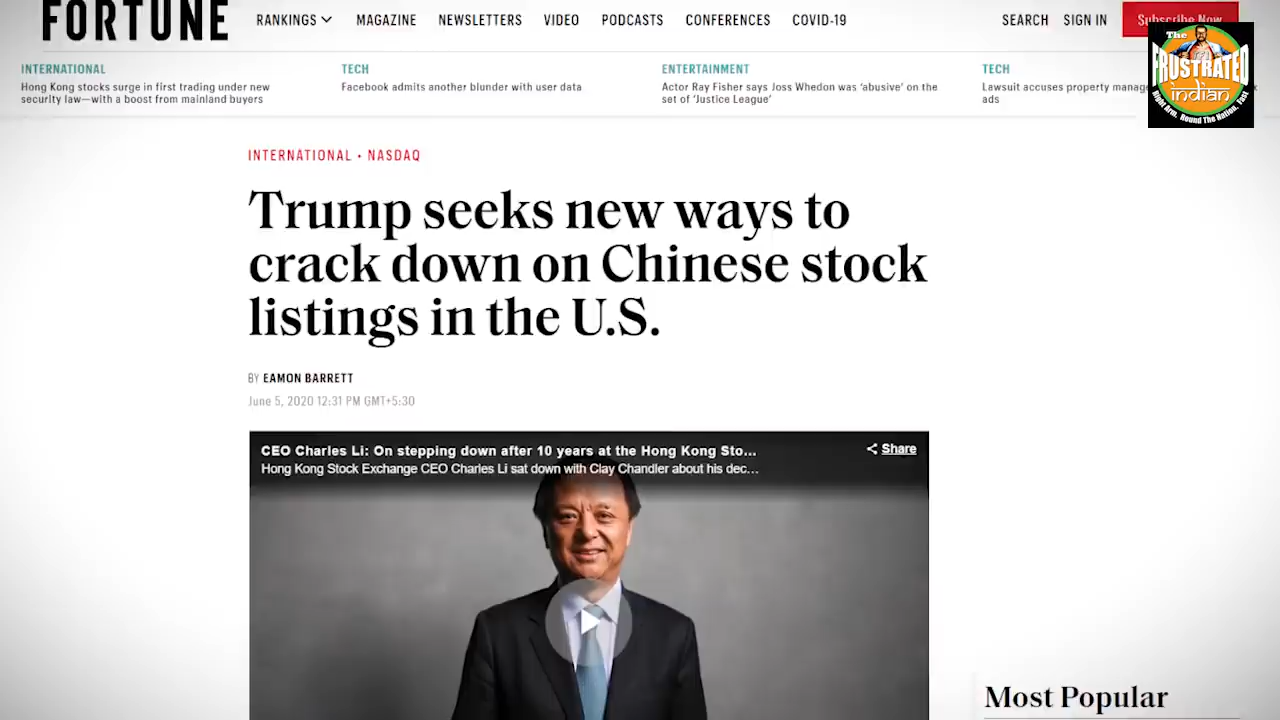 FORTUNE
RANKINGS MAGAZINE NEWSLETTERS VIDEO PODCASTS CONFERENCES COVID-19 SEARCH SIGN IN Subscribe Now
INTERNATIONAL
Hong Kong stocks surge in first trading under new
security law—with a boost from mainland buyers
TECH
Facebook admits another blunder with user data
ENTERTAINMENT
Actor Ray Fisher says Joss Whedon was ‘abusive’ on the
set of ‘Justice League’
TECH
Lawsuit accuses property
ads
The
FRUSTRATED
indian
Right Arm, Round The Nation, Fast
INTERNATIONAL • NASDAQ
Trump seeks new ways to
crack down on Chinese stock
listings in the U.S.
BY EAMON BARRETT
June 5, 2020 12:31 PM GMT+5:30
CEO Charles Li: On stepping down after 10 years at the Hong Kong Sto...
Hong Kong Stock Exchange CEO Charles Li sat down with Clay Chandler about his dec...
Share
Most Popular